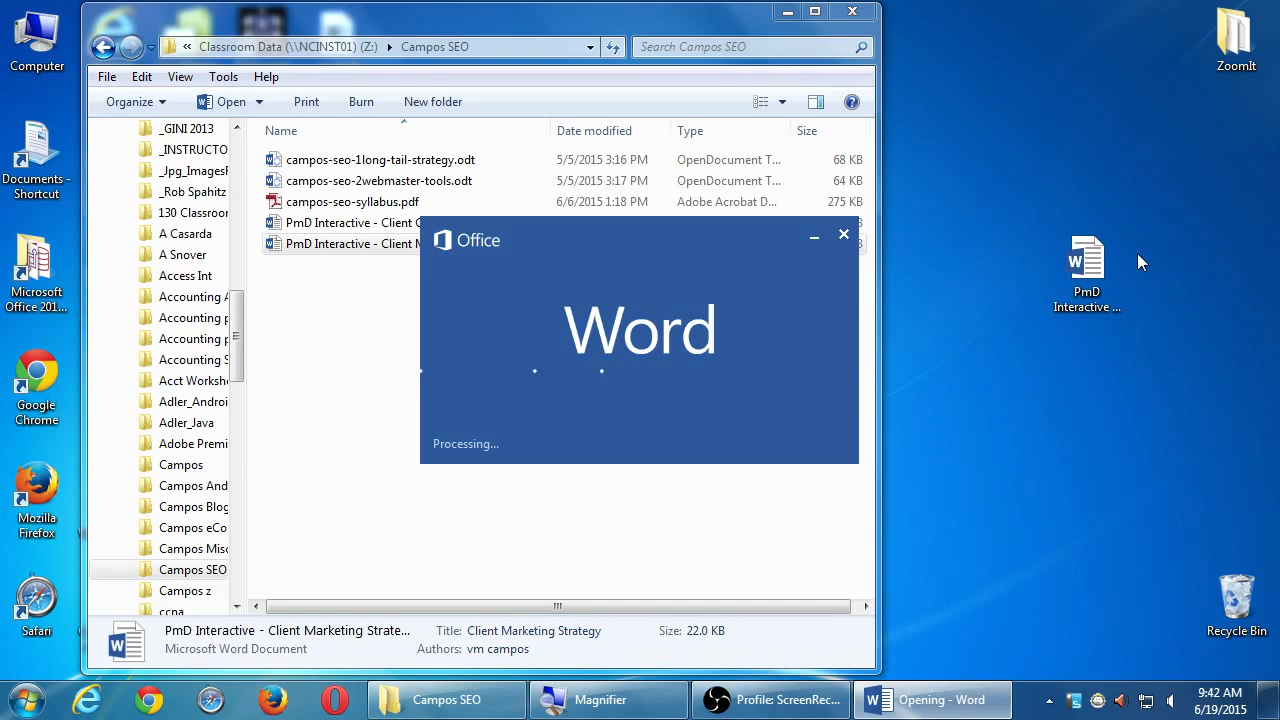 Computer
Documents - Shortcut
Microsoft Office 201...
Google Chrome
Mozilla Firefox
Safari
« Classroom Data (\\NCINST01) (Z:) Campos SEO
Search Campos SEO
File Edit View Tools Help
Organize Open Print Burn New folder
Name Date modified Type Size
_GINI 2013
_INSTRUCTO
_Jpg_ImagesF
_Rob Spahitz
130 Classroor
A Casarda
A Snover
Access Int
Accounting A
Accounting p
Accounting p
Accounting S
Acct Worksh
Adler_Androi
Adler_Java
Adobe Premi
Campos
Campos And
Campos Blog
Campos eCo
Campos Misc
Campos SEO
Campos z
ccna
campos-seo-1long-tail-strategy.odt 5/5/2015 3:16 PM OpenDocument T... 68 KB
campos-seo-2webmaster-tools.odt 5/5/2015 3:17 PM OpenDocument T... 64 KB
campos-seo-syllabus.pdf 6/6/2015 1:18 PM Adobe Acrobat D... 275 KB
PmD Interactive - Client
PmD Interactive - Client
Office
Word
Processing...
PmD Interactive - Client Marketing Strate... Title: Client Marketing Strategy Size: 22.0 KB
Microsoft Word Document Authors: vm campos
ZoomIt
PmD
Interactive ...
Recycle Bin
Campos SEO
Magnifier
Profile: ScreenRec...
Opening - Word
9:42 AM
6/19/2015